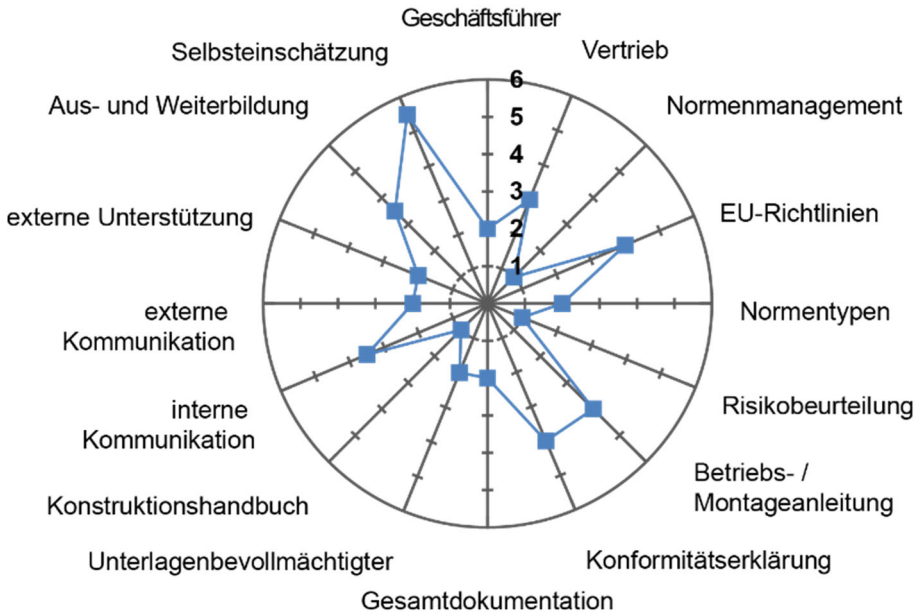 Geschäftsführer
Selbsteinschätzung
Vertrieb
Aus- und Weiterbildung
Normenmanagement
6
5
4
3
2
1
externe Unterstützung
EU-Richtlinien
externe
Kommunikation
Normentypen
interne
Kommunikation
Risikobeurteilung
Betriebs- /
Montageanleitung
Konstruktionshandbuch
Unterlagenbevollmächtigter
Konformitätserklärung
Gesamtdokumentation